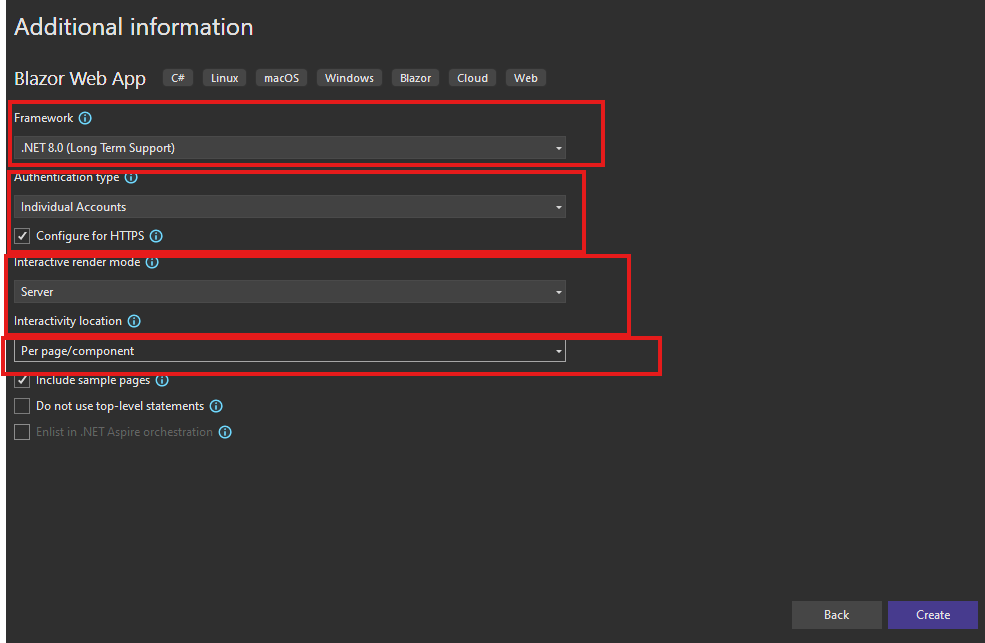 Additional information
Blazor Web App C# Linux macOS Windows Blazor Cloud Web
Framework
.NET 8.0 (Long Term Support)
Authentication type
Individual Accounts
Configure for HTTPS
Interactive render mode
Server
Interactivity location
Per page/component
Include sample pages
Do not use top-level statements
Enlist in .NET Aspire orchestration
Back Create